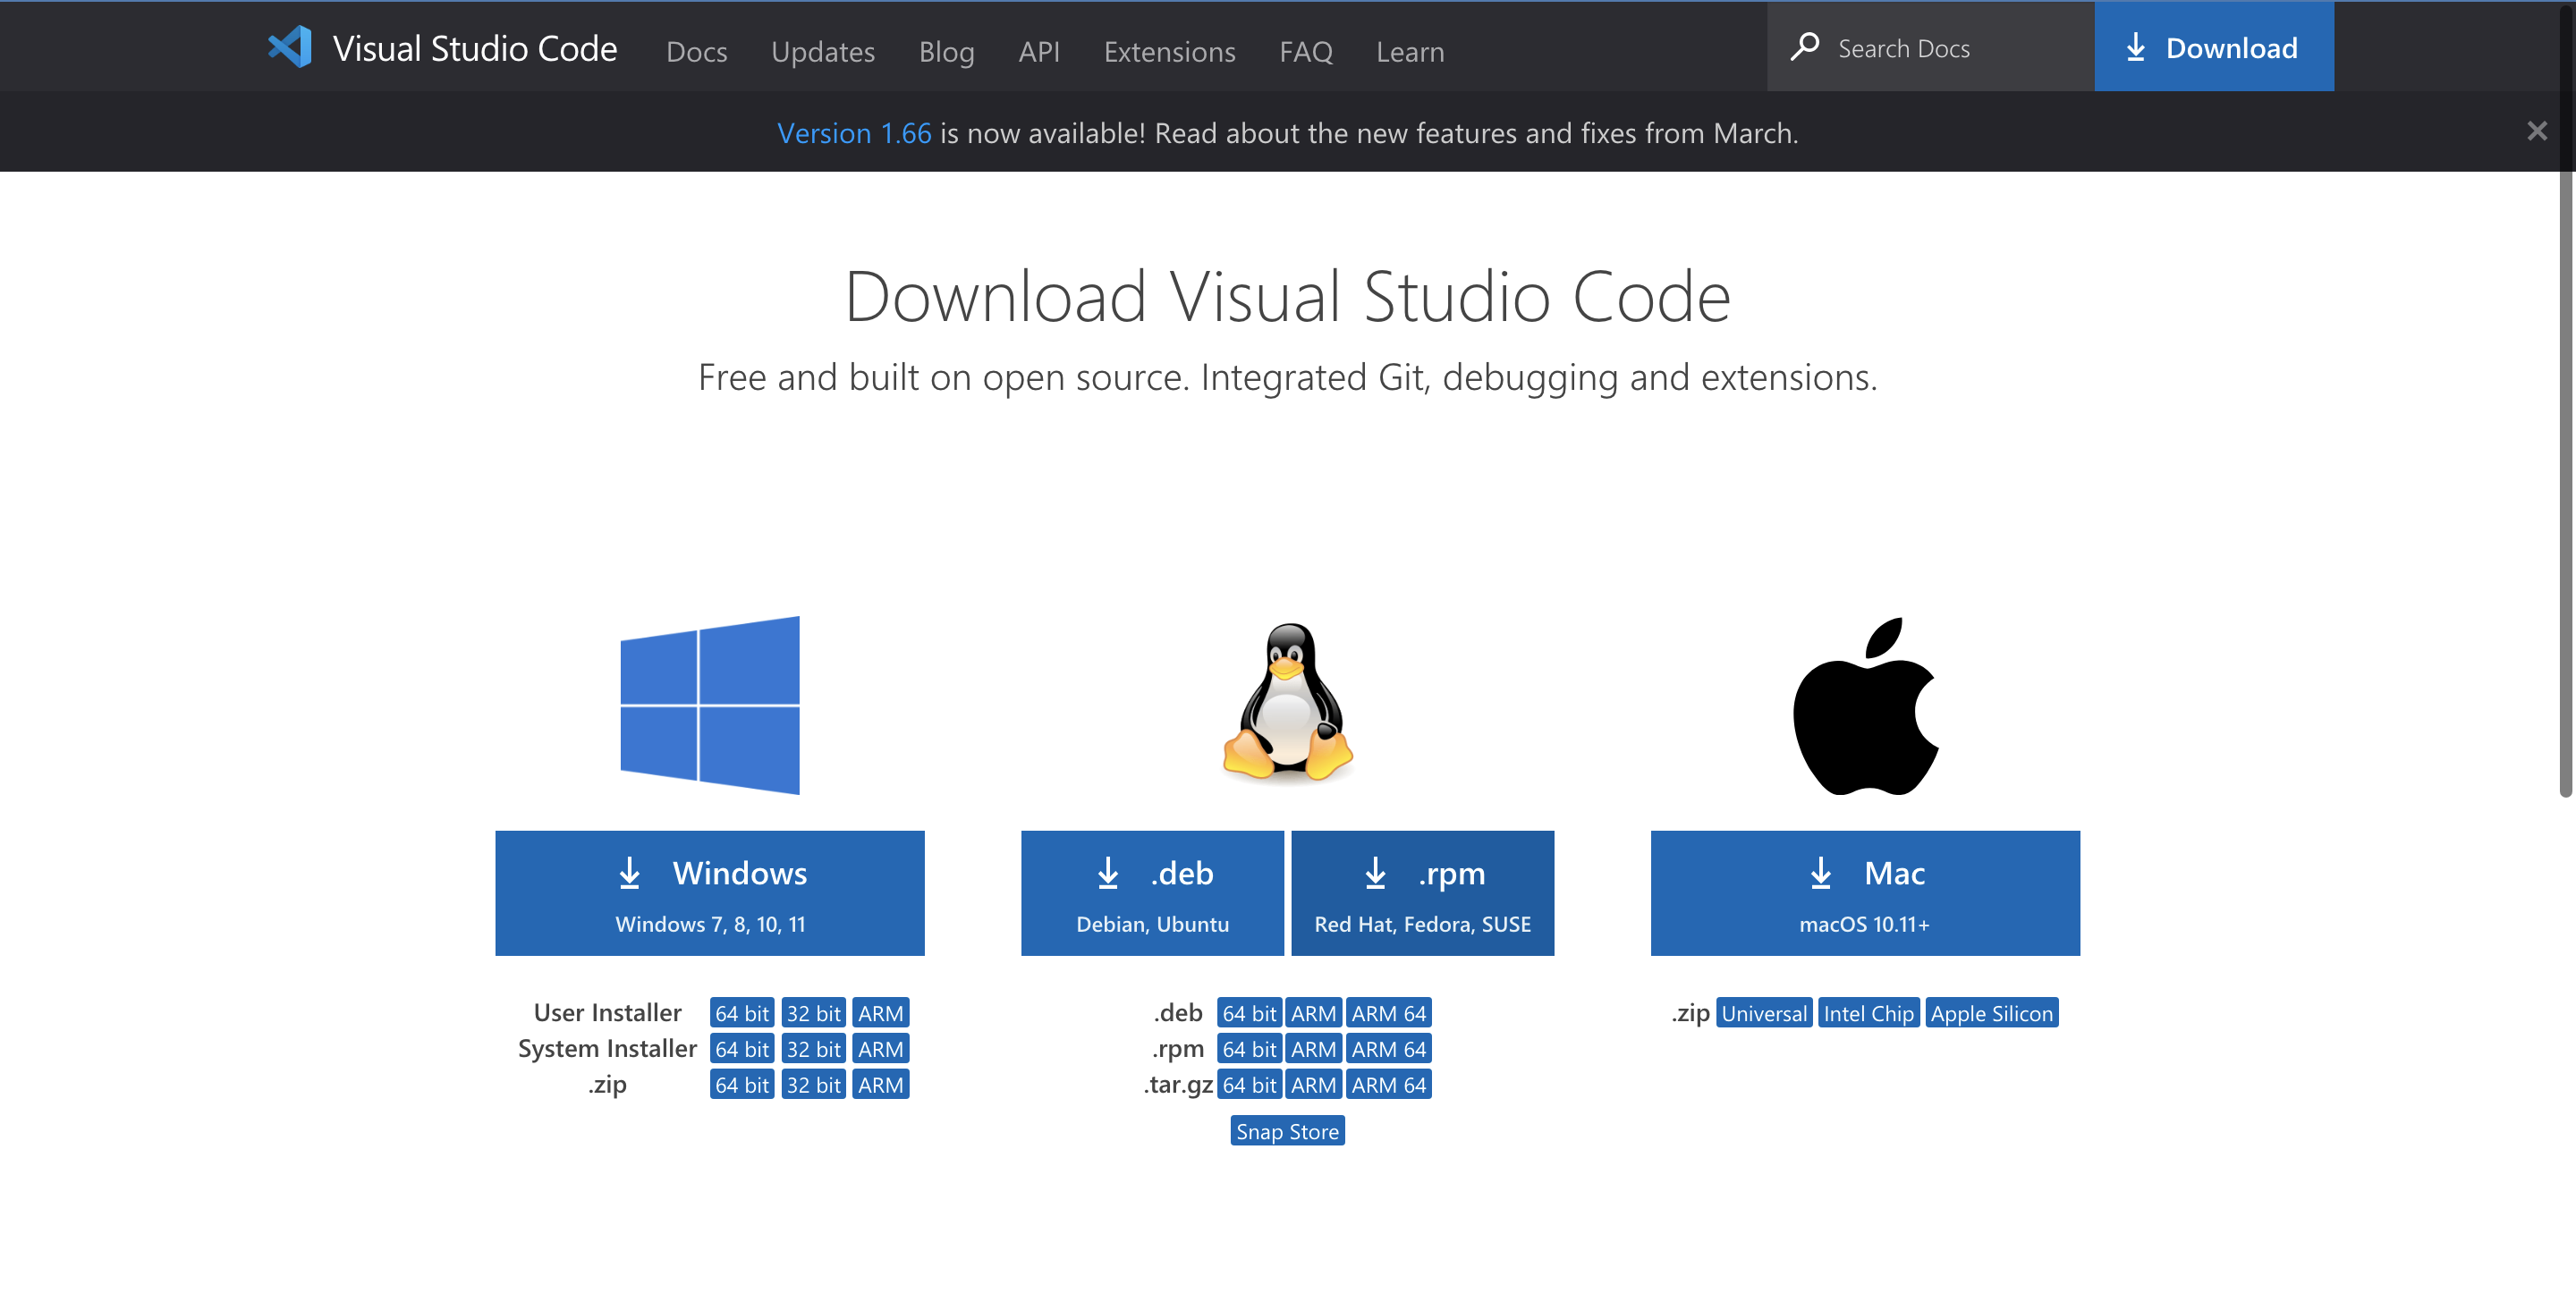 Visual Studio Code Docs Updates Blog API Extensions FAQ Learn Search Docs Download
Version 1.66 is now available! Read about the new features and fixes from March.
Download Visual Studio Code
Free and built on open source. Integrated Git, debugging and extensions.
Windows
Windows 7, 8, 10, 11
User Installer 64 bit 32 bit ARM
System Installer 64 bit 32 bit ARM
.zip 64 bit 32 bit ARM
.deb
Debian, Ubuntu
.rpm
Red Hat, Fedora, SUSE
.deb 64 bit ARM ARM 64
.rpm 64 bit ARM ARM 64
.tar.gz 64 bit ARM ARM 64
Snap Store
Mac
macOS 10.11+
.zip Universal Intel Chip Apple Silicon